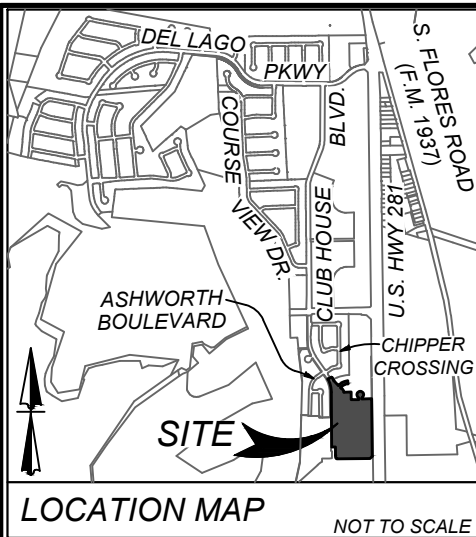 DEL LAGO
PKWY
S. FLORES ROAD
(F.M. 1937)
COURSE
VIEW DR.
CLUB HOUSE
BLVD.
U.S. HWY 281
ASHWORTH
BOULEVARD
CHIPPER
CROSSING
SITE
LOCATION MAP
NOT TO SCALE